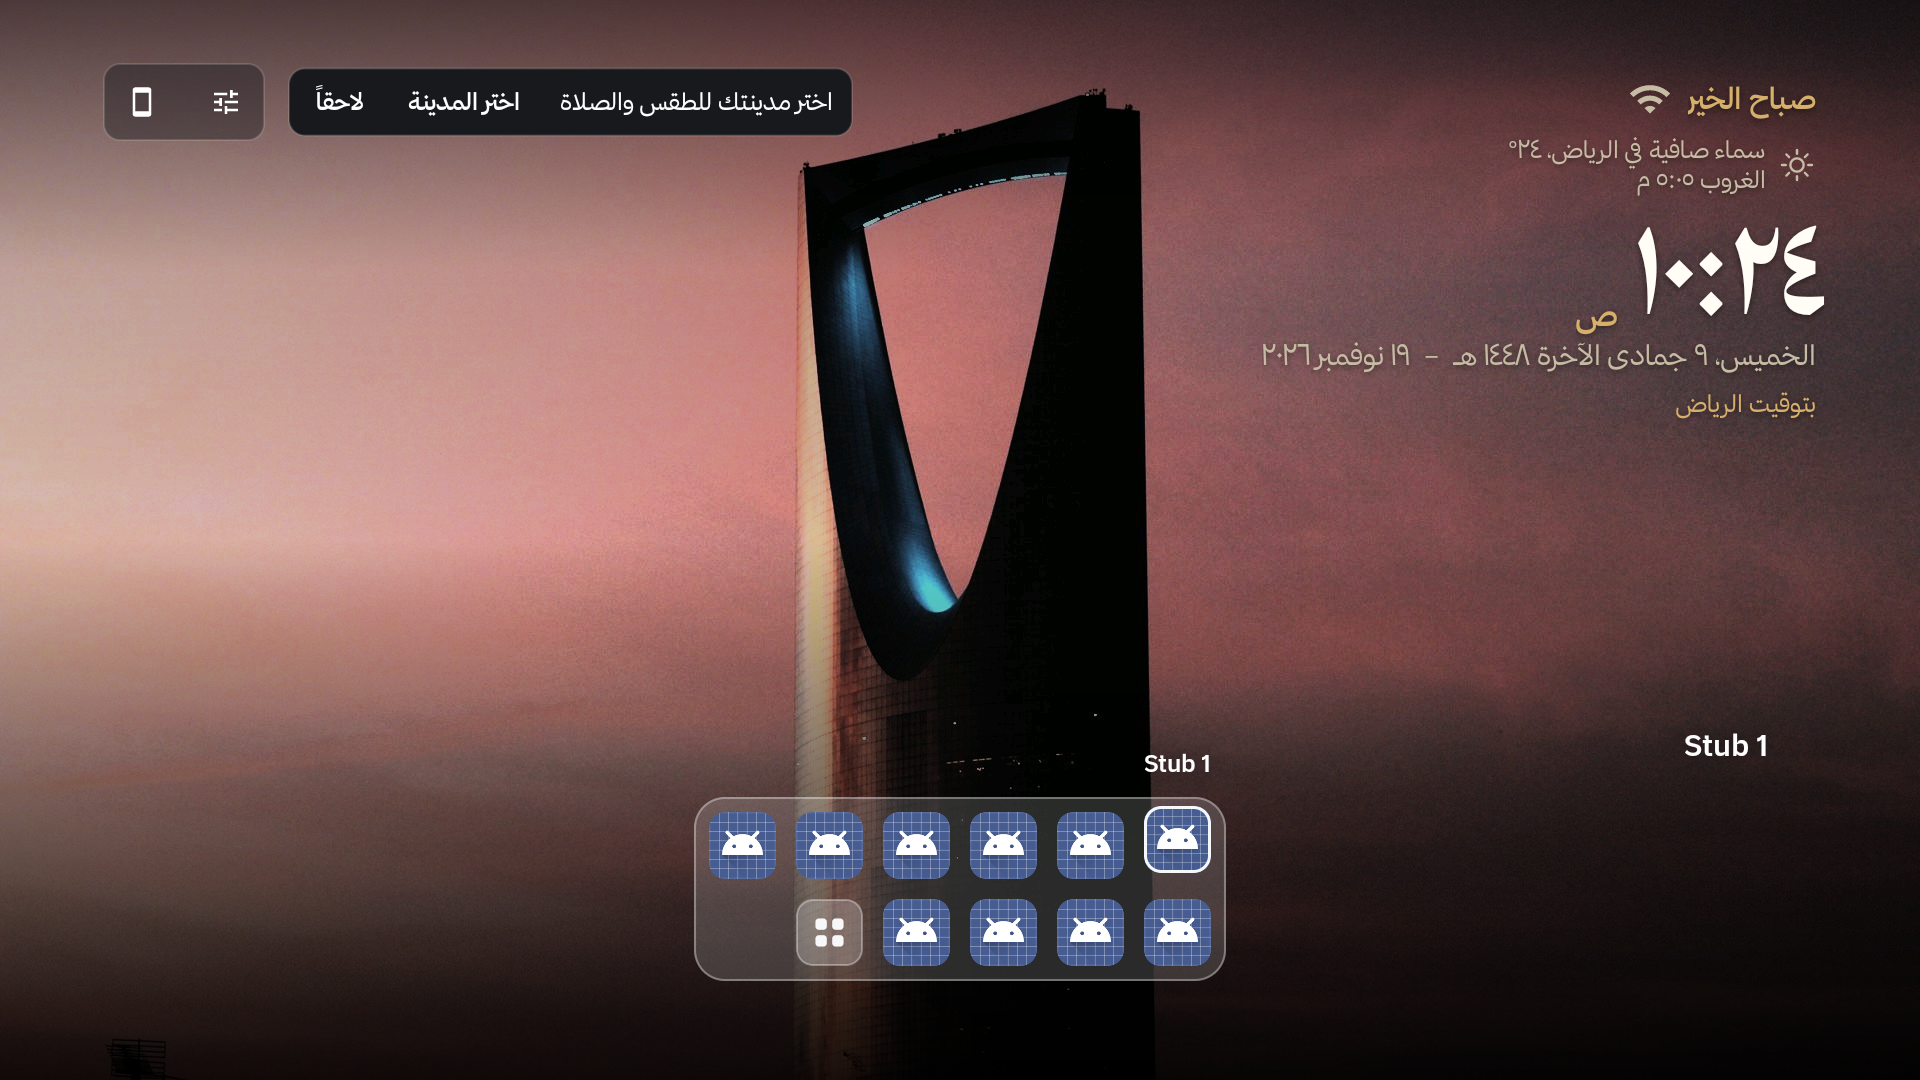 صباح الخير
سماء صافية في الرياض، ٢٤°
الغروب ٥:٠٥ م
١٠:٢٤ ص
الخميس، ٩ جمادى الآخرة ١٤٤٨ هـ – ١٩ نوفمبر ٢٠٢٦
بتوقيت الرياض
اختر مدينتك للطقس والصلاة
اختر المدينة
لاحقاً
Stub 1
Stub 1